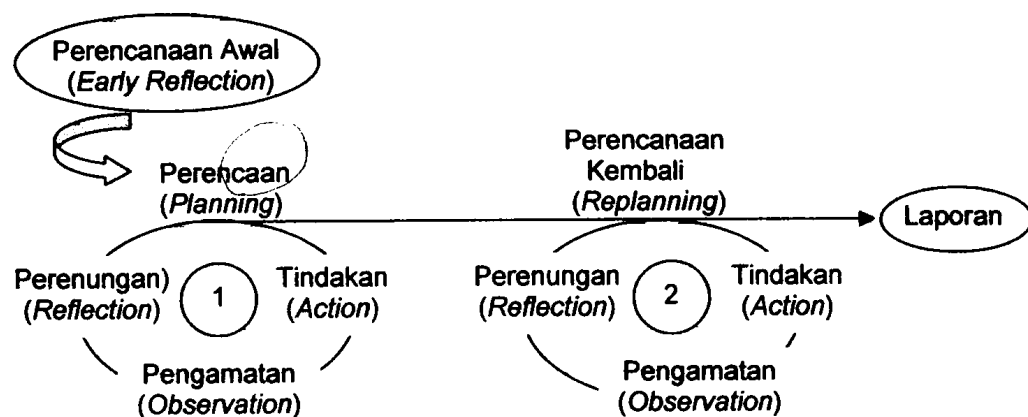 Perencanaan Awal
(Early Reflection)
Perencaan
(Planning)
Perencanaan
Kembali
(Replanning)
Laporan
Perenungan)
(Reflection)
1
Tindakan
(Action)
Pengamatan
(Observation)
Perenungan
(Reflection)
2
Tindakan
(Action)
Pengamatan
(Observation)